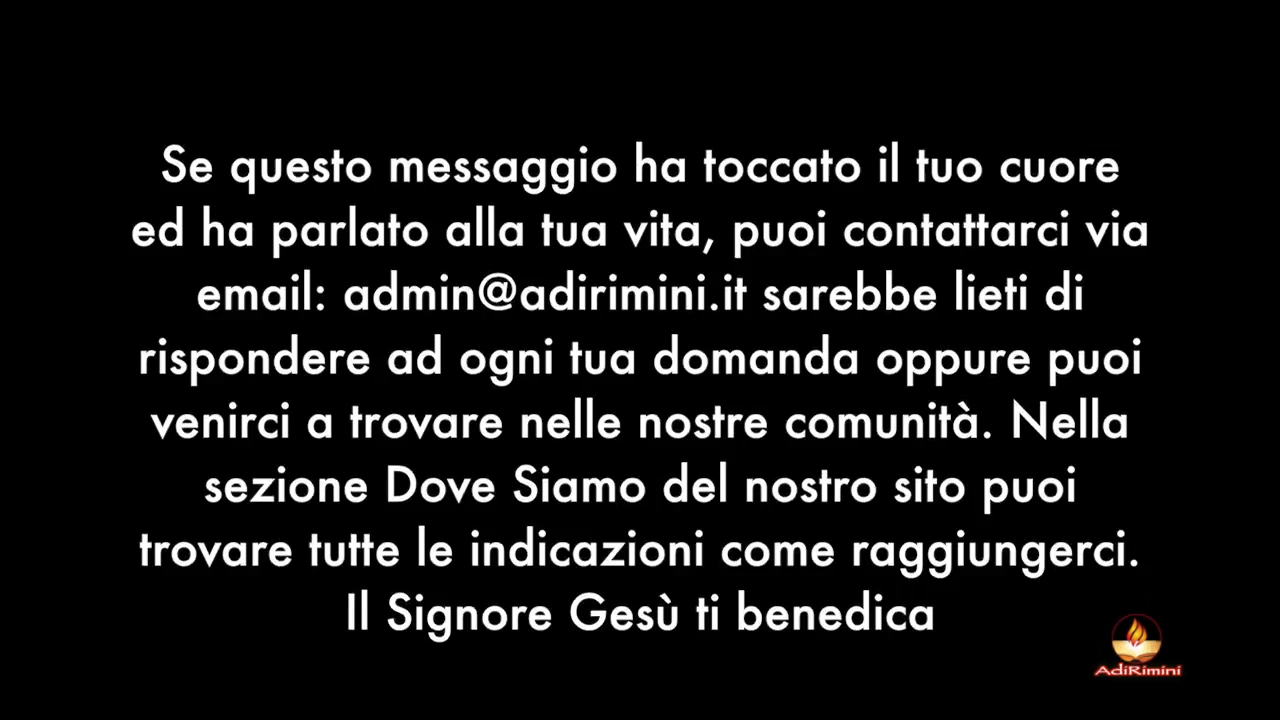 Se questo messaggio ha toccato il tuo cuore
ed ha parlato alla tua vita, puoi contattarci via
email: admin@adirimini.it sarebbe lieti di
rispondere ad ogni tua domanda oppure puoi
venirci a trovare nelle nostre comunità. Nella
sezione Dove Siamo del nostro sito puoi
trovare tutte le indicazioni come raggiungerci.
Il Signore Gesù ti benedica
AdiRimini